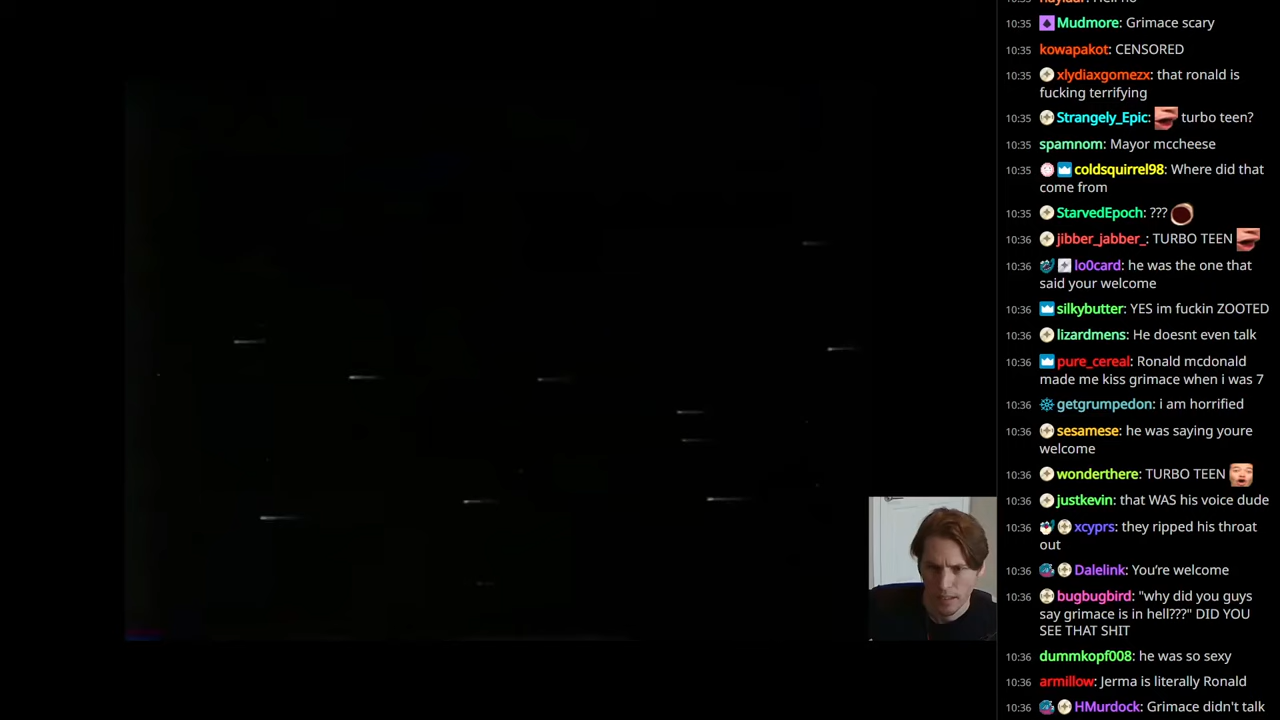 10:35 Mudmore: Grimace scary
10:35 kowapakot: CENSORED
10:35 xlydiaxgomezx: that ronald is
fucking terrifying
10:35 Strangely_Epic: turbo teen?
10:35 spamnom: Mayor mccheese
10:35 coldsquirrel98: Where did that
come from
10:35 StarvedEpoch: ???
10:36 jibber_jabber_: TURBO TEEN
10:36 lo0card: he was the one that
said your welcome
10:36 silkybutter: YES im fuckin ZOOTED
10:36 lizardmens: He doesnt even talk
10:36 pure_cereal: Ronald mcdonald
made me kiss grimace when i was 7
10:36 getgrumpedon: i am horrified
10:36 sesamese: he was saying youre
welcome
10:36 wonderthere: TURBO TEEN
10:36 justkevin: that WAS his voice dude
10:36 xcyprs: they ripped his throat
out
10:36 Dalelink: You’re welcome
10:36 bugbugbird: "why did you guys
say grimace is in hell???" DID YOU
SEE THAT SHIT
10:36 dummkopf008: he was so sexy
10:36 armillow: Jerma is literally Ronald
10:36 HMurdock: Grimace didn't talk